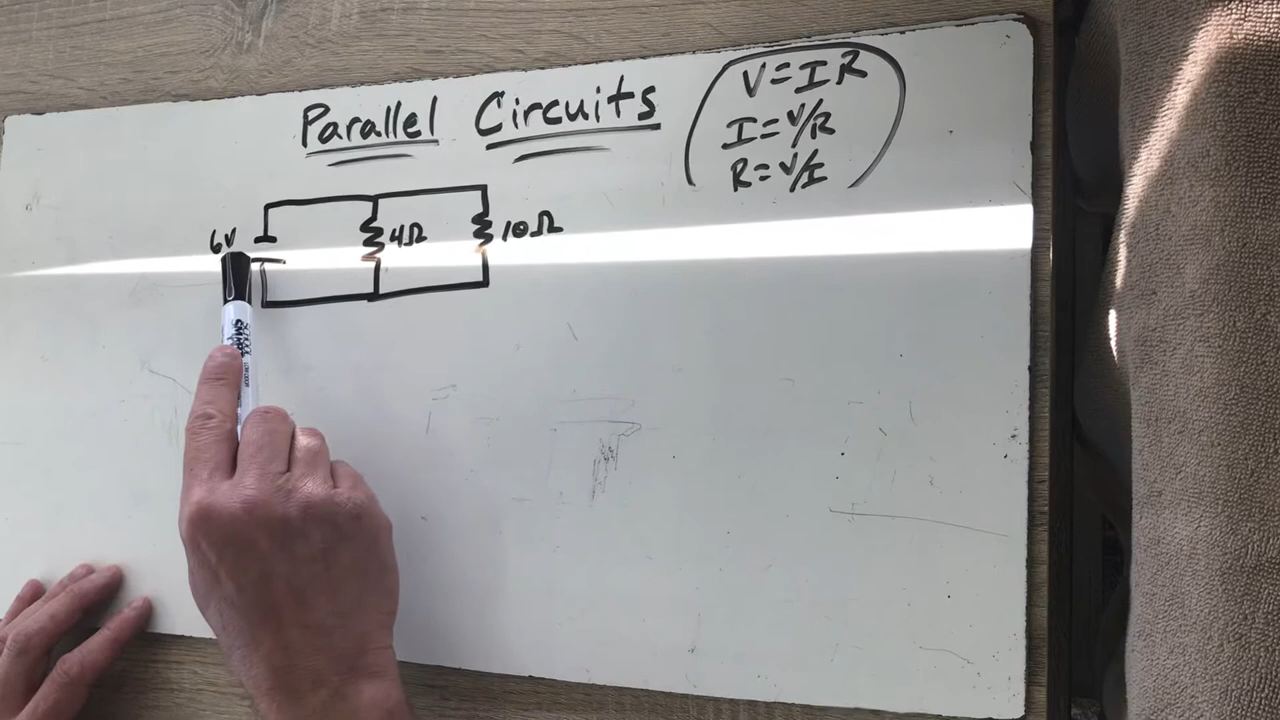 Parallel Circuits
V=IR
I=V/R
R=V/I
6V
4Ω
10Ω